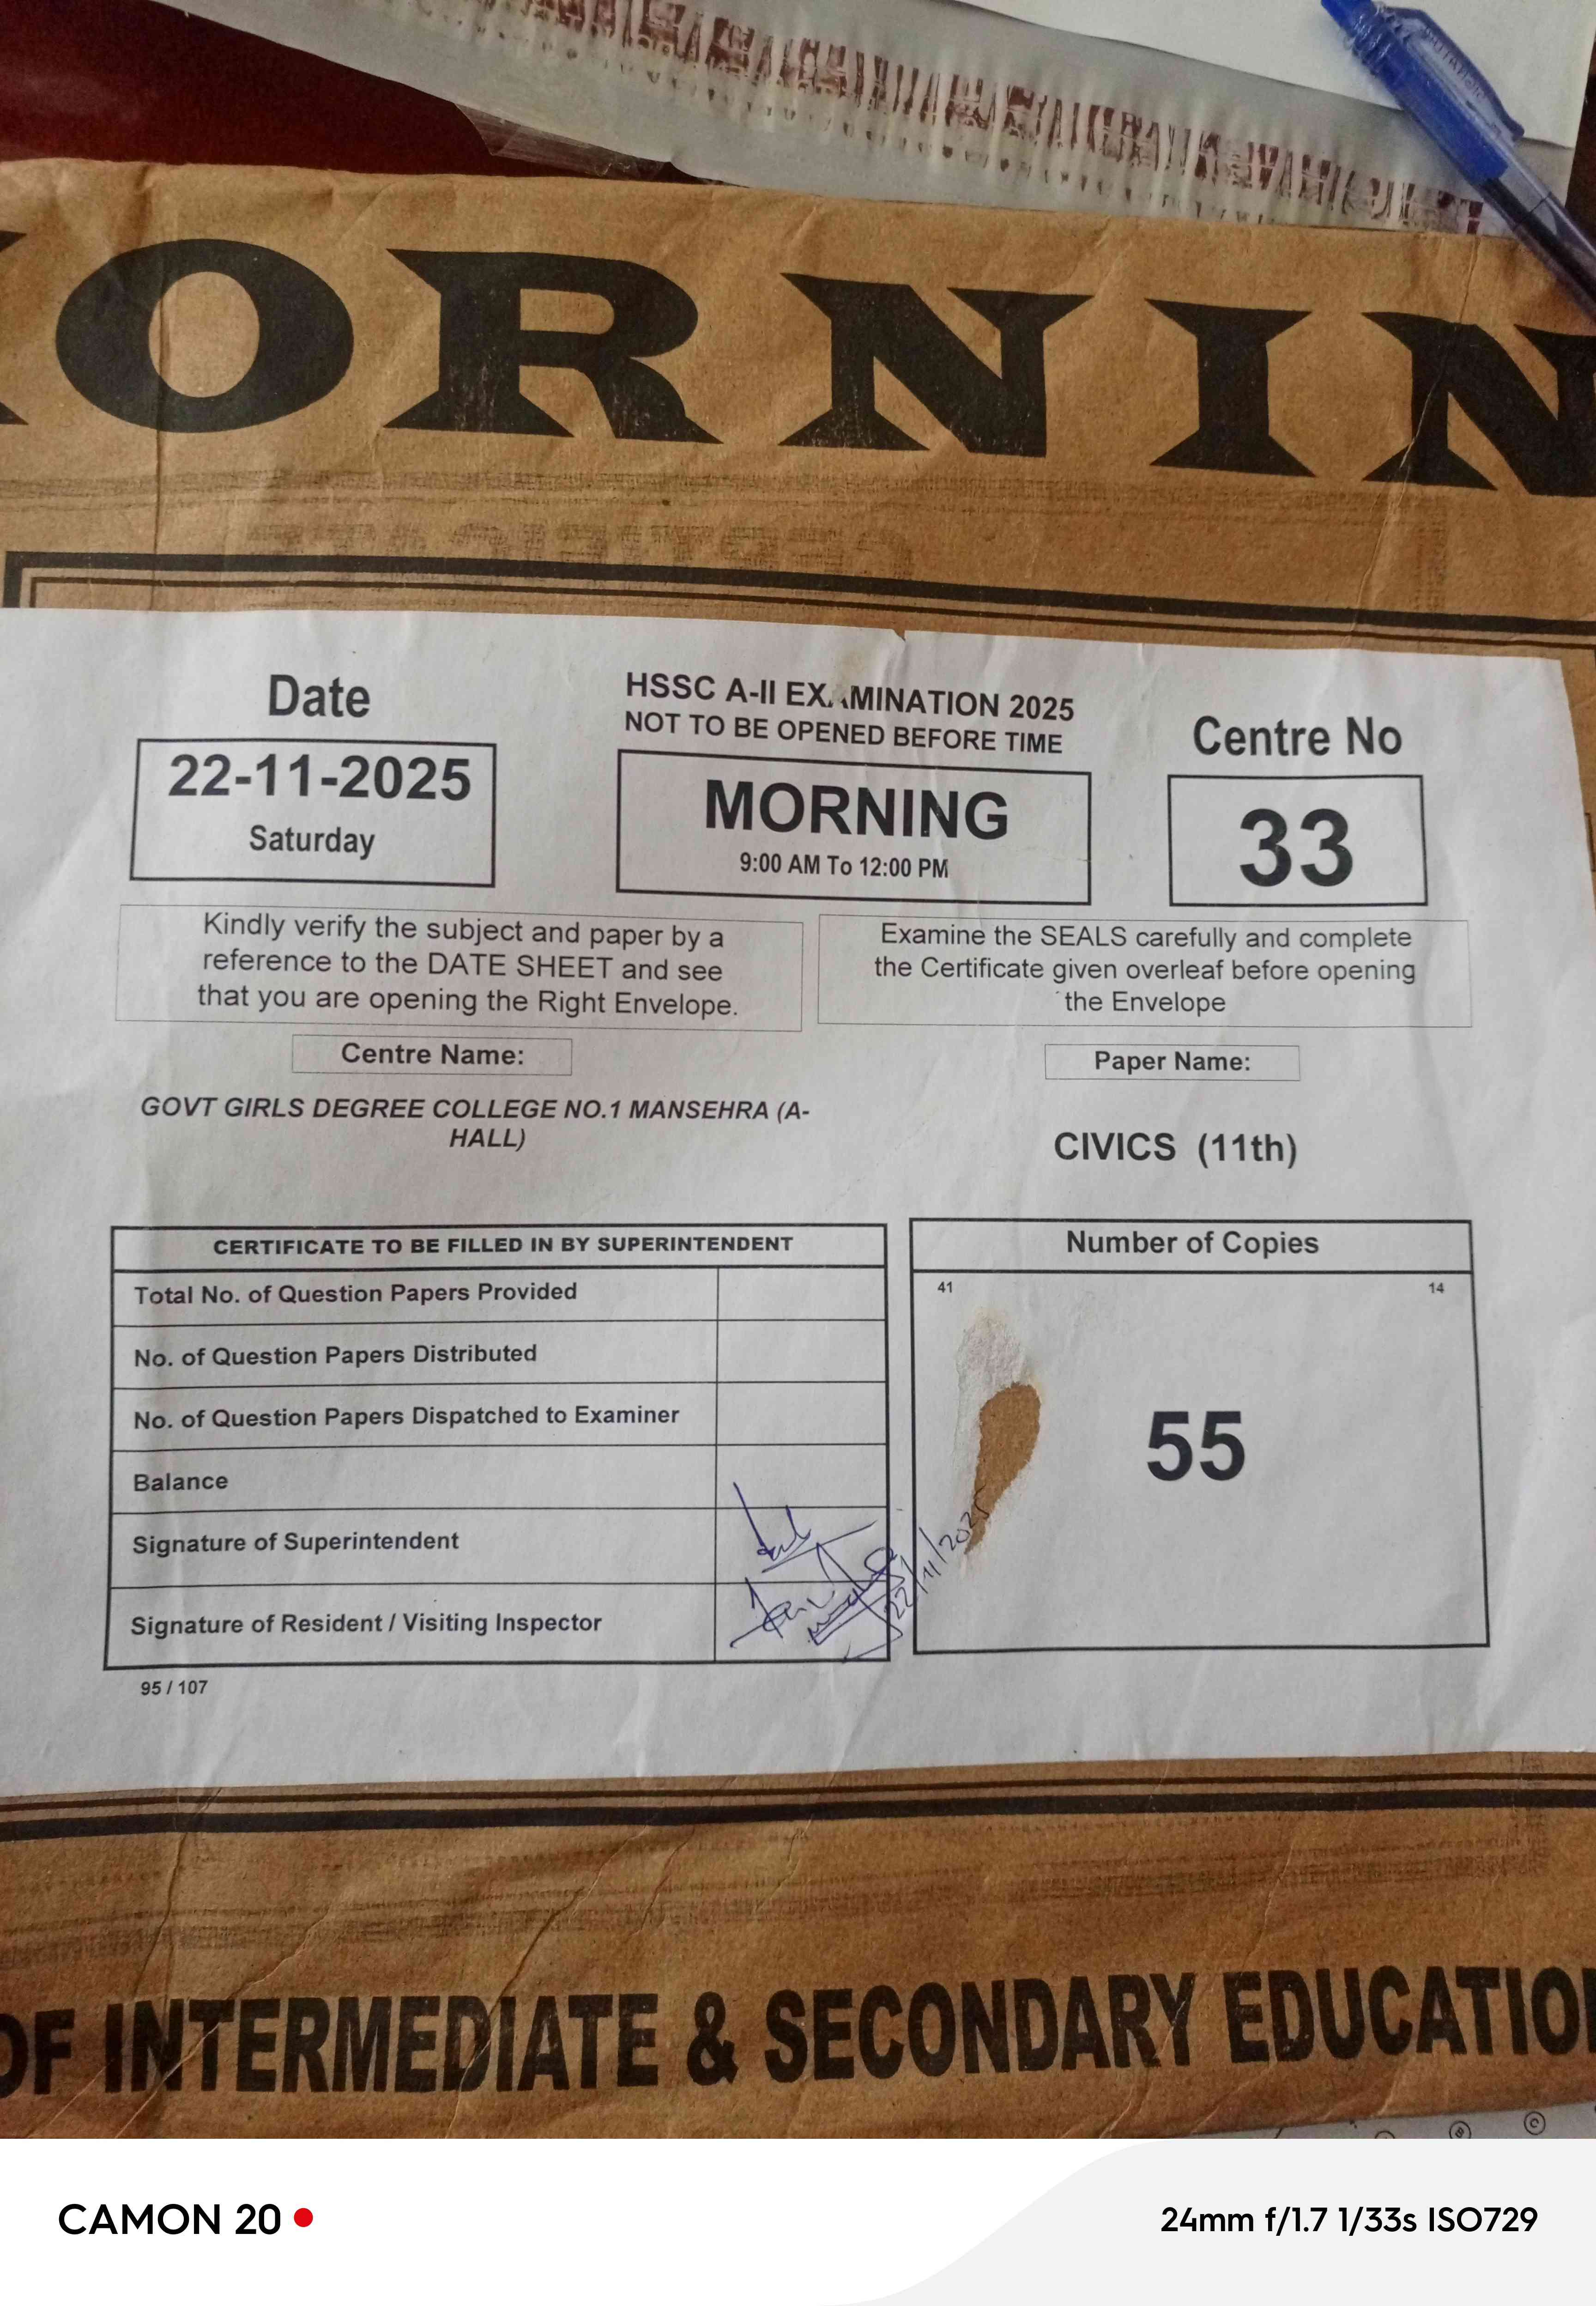 ORNIN
Date
22-11-2025
Saturday
HSSC A-II EXAMINATION 2025
NOT TO BE OPENED BEFORE TIME
MORNING
9:00 AM To 12:00 PM
Centre No
33
Kindly verify the subject and paper by a
reference to the DATE SHEET and see
that you are opening the Right Envelope.
Examine the SEALS carefully and complete
the Certificate given overleaf before opening
the Envelope
Centre Name:
GOVT GIRLS DEGREE COLLEGE NO.1 MANSEHRA (A-
HALL)
Paper Name:
CIVICS (11th)
CERTIFICATE TO BE FILLED IN BY SUPERINTENDENT
Total No. of Question Papers Provided
No. of Question Papers Distributed
No. of Question Papers Dispatched to Examiner
Balance
Signature of Superintendent
Signature of Resident / Visiting Inspector
22/11/2025
Number of Copies
41 14
55
95 / 107
OF INTERMEDIATE & SECONDARY EDUCATIO
CAMON 20
24mm f/1.7 1/33s ISO729